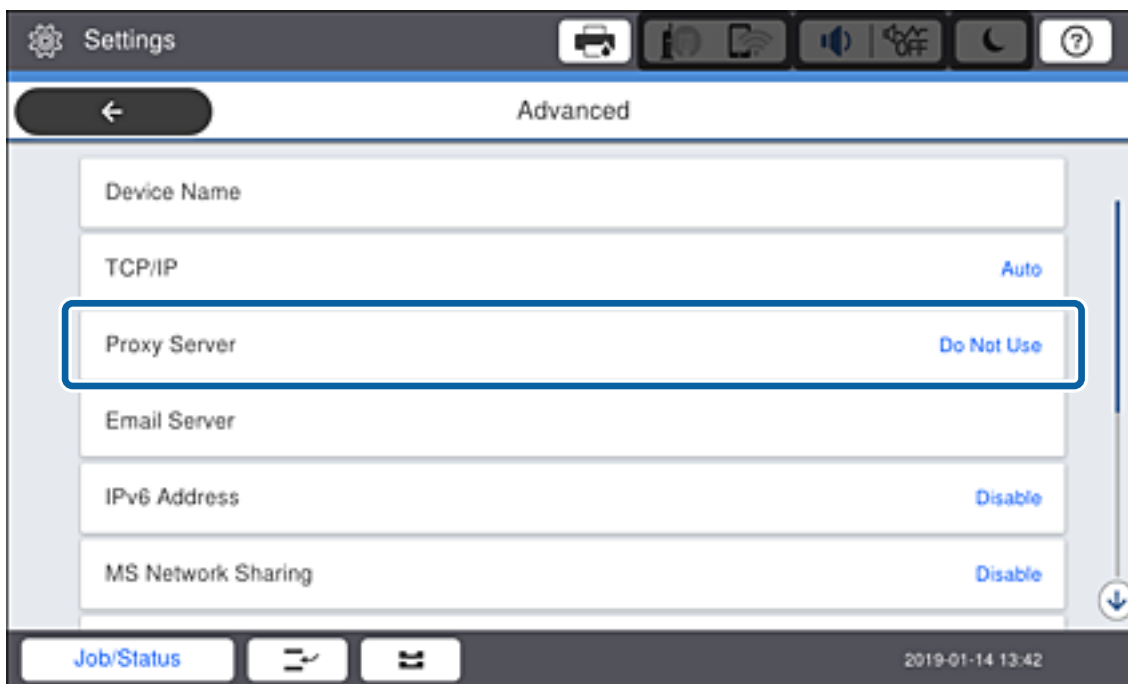 Settings
OFF
?
Advanced
Device Name
TCP/IP Auto
Proxy Server Do Not Use
Email Server
IPv6 Address Disable
MS Network Sharing Disable
Job/Status 2019-01-14 13:42